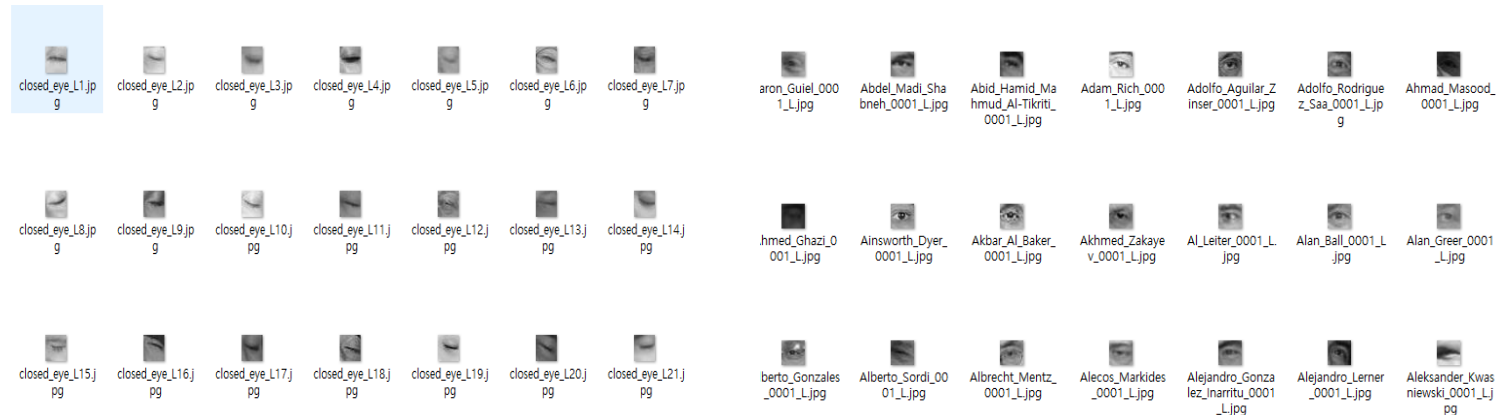 closed_eye_L1.jp
g
closed_eye_L2.jp
g
closed_eye_L3.jp
g
closed_eye_L4.jp
g
closed_eye_L5.jp
g
closed_eye_L6.jp
g
closed_eye_L7.jp
g
aron_Guiel_000
1_L.jpg
Abdel_Madi_Sha
bneh_0001_L.jpg
Abid_Hamid_Ma
hmud_Al-Tikriti_
0001_L.jpg
Adam_Rich_000
1_L.jpg
Adolfo_Aguilar_Z
inser_0001_L.jpg
Adolfo_Rodrigue
z_Saa_0001_L.jp
g
Ahmad_Masood_
0001_L.jpg
closed_eye_L8.jp
g
closed_eye_L9.jp
g
closed_eye_L10.j
pg
closed_eye_L11.j
pg
closed_eye_L12.j
pg
closed_eye_L13.j
pg
closed_eye_L14.j
pg
hmed_Ghazi_0
001_L.jpg
Ainsworth_Dyer_
0001_L.jpg
Akbar_Al_Baker_
0001_L.jpg
Akhmed_Zakaye
v_0001_L.jpg
Al_Leiter_0001_L.
jpg
Alan_Ball_0001_L
.jpg
Alan_Greer_0001
_L.jpg
closed_eye_L15.j
pg
closed_eye_L16.j
pg
closed_eye_L17.j
pg
closed_eye_L18.j
pg
closed_eye_L19.j
pg
closed_eye_L20.j
pg
closed_eye_L21.j
pg
berto_Gonzales
_0001_L.jpg
Alberto_Sordi_00
01_L.jpg
Albrecht_Mentz_
0001_L.jpg
Alecos_Markides
_0001_L.jpg
Alejandro_Gonza
lez_Inarritu_0001
_L.jpg
Alejandro_Lerner
_0001_L.jpg
Aleksander_Kwas
niewski_0001_L.j
pg